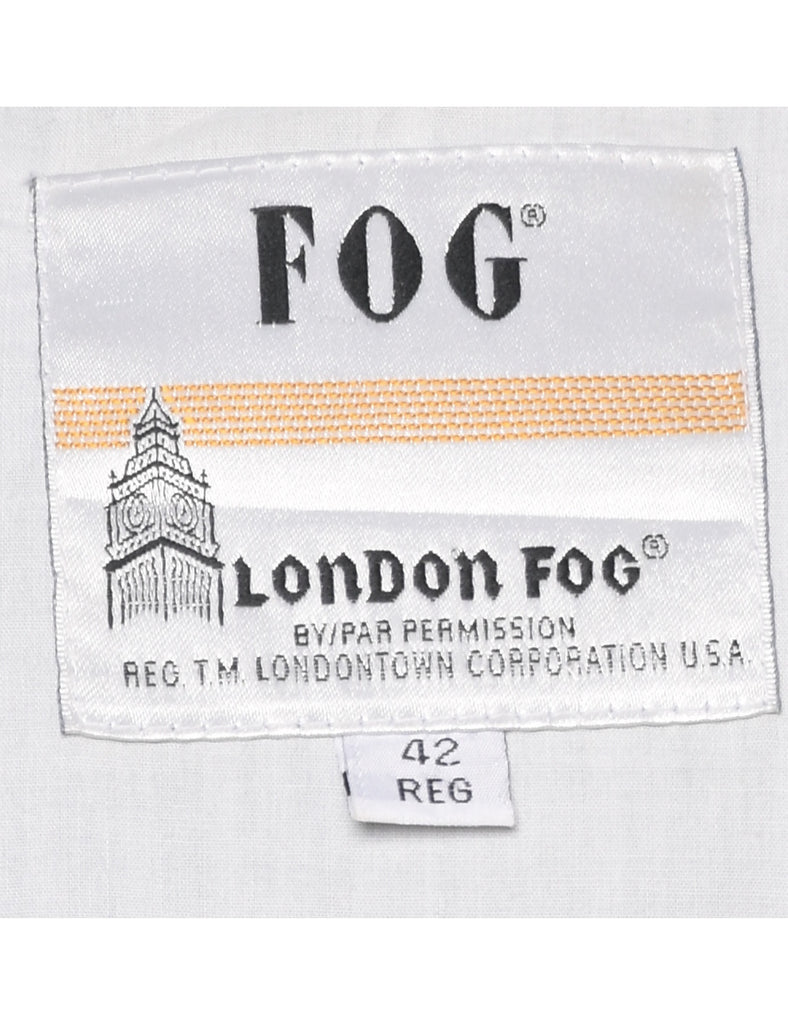 FOG®
LONDON FOG®
BY/PAR PERMISSION
REG. T.M. LONDONTOWN CORPORATION U.S.A.
42
REG